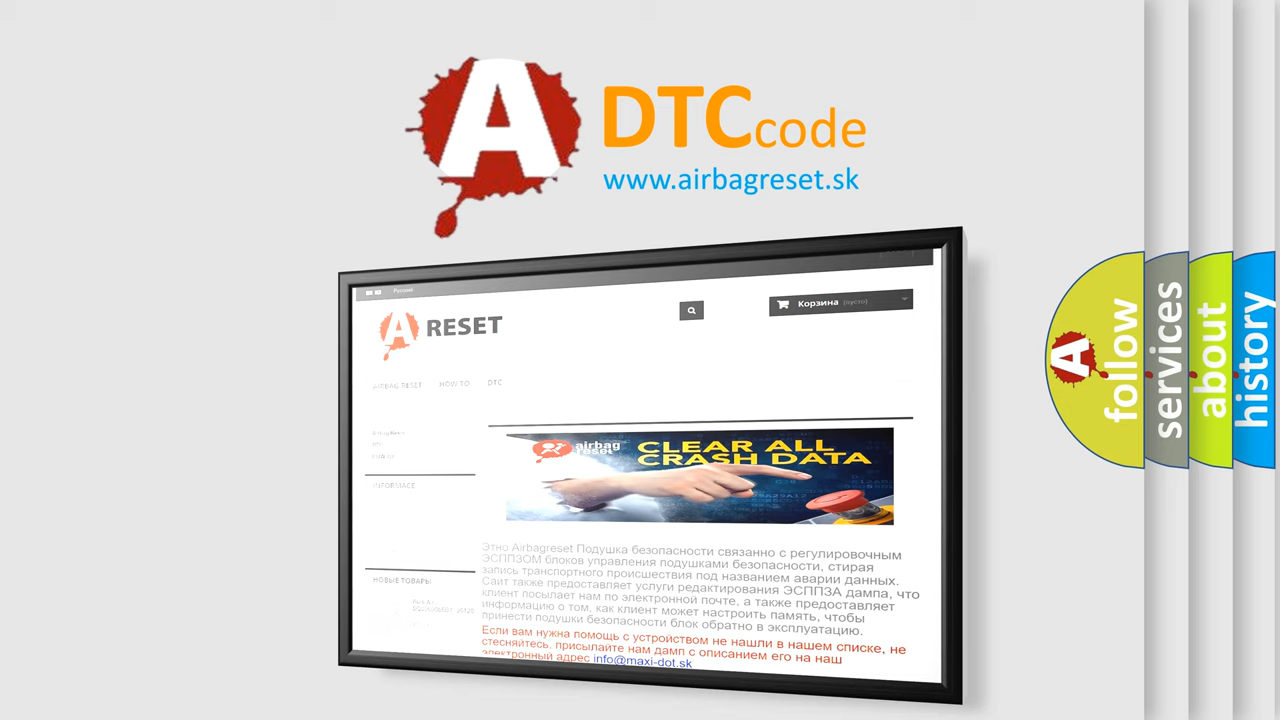 A DTCcode
www.airbagreset.sk
Русский
A RESET
Корзина (пусто)
AIRBAG RESET HOW TO DTC
INFORMACE
airbag
reset
CLEAR ALL
CRASH DATA
Этно Airbagreset Подушка безопасности связанно с регулировочным
ЭСППЗОМ блоков управления подушками безопасности, стирая
запись транспортного происшествия под названием аварии данных.
Сайт также предоставляет услуги редактирования ЭСППЗА дампа, что
клиент посылает нам по электронной почте, а также предоставляет
информацию о том, как клиент может настроить память, чтобы
принести подушки безопасности блок обратно в эксплуатацию.
Если вам нужна помощь с устройством не нашли в нашем списке, не
стесняйтесь, присылайте нам дамп с описанием его на наш
электронный адрес info@maxi-dot.sk
НОВЫЕ ТОВАРЫ
A
follow
services
about
history